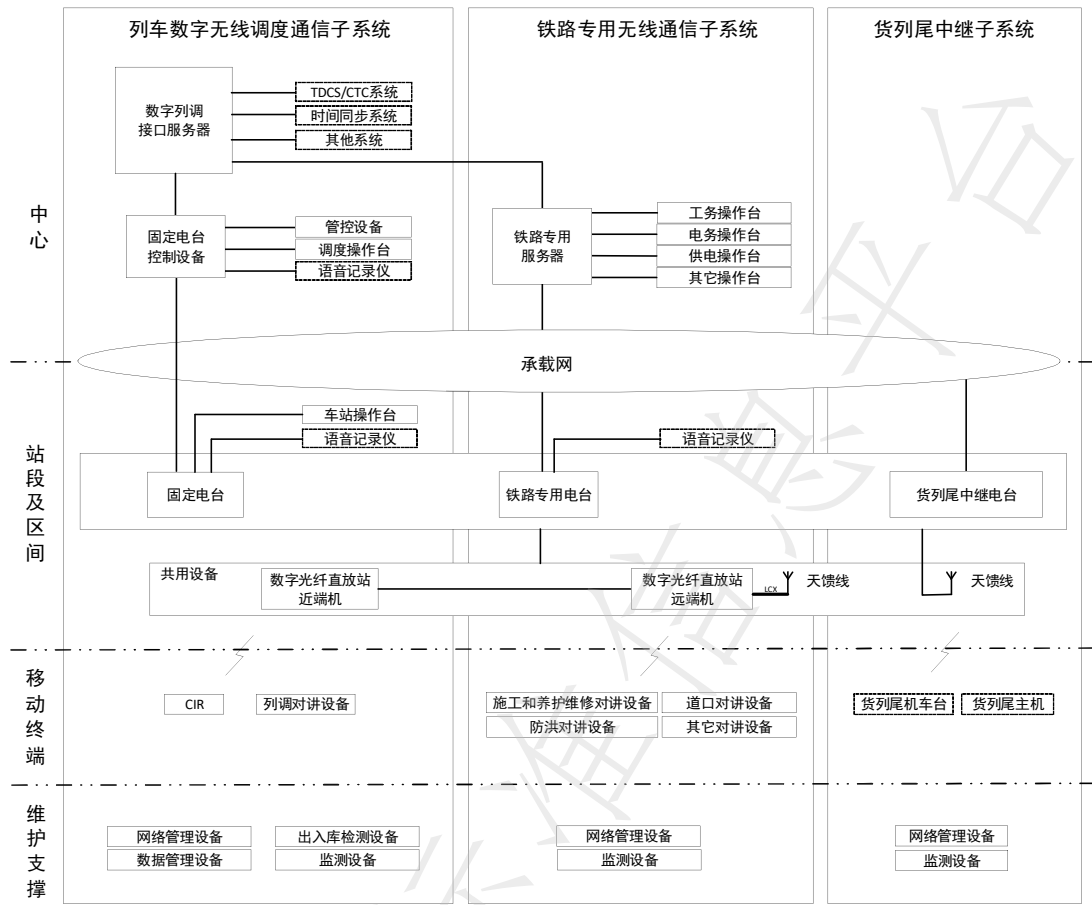 列车数字无线调度通信子系统
铁路专用无线通信子系统
货列尾中继子系统
中心
数字列调
接口服务器
TDCS/CTC系统
时间同步系统
其他系统
固定电台
控制设备
管控设备
调度操作台
语音记录仪
铁路专用
服务器
工务操作台
电务操作台
供电操作台
其它操作台
承载网
站段及区间
车站操作台
语音记录仪
语音记录仪
固定电台
铁路专用电台
货列尾中继电台
共用设备
数字光纤直放站
近端机
数字光纤直放站
远端机
LCX
天馈线
天馈线
移动终端
CIR
列调对讲设备
施工和养护维修对讲设备
道口对讲设备
防洪对讲设备
其它对讲设备
货列尾机车台
货列尾主机
维护支撑
网络管理设备
出入库检测设备
数据管理设备
监测设备
网络管理设备
监测设备
网络管理设备
监测设备
标准信息平台